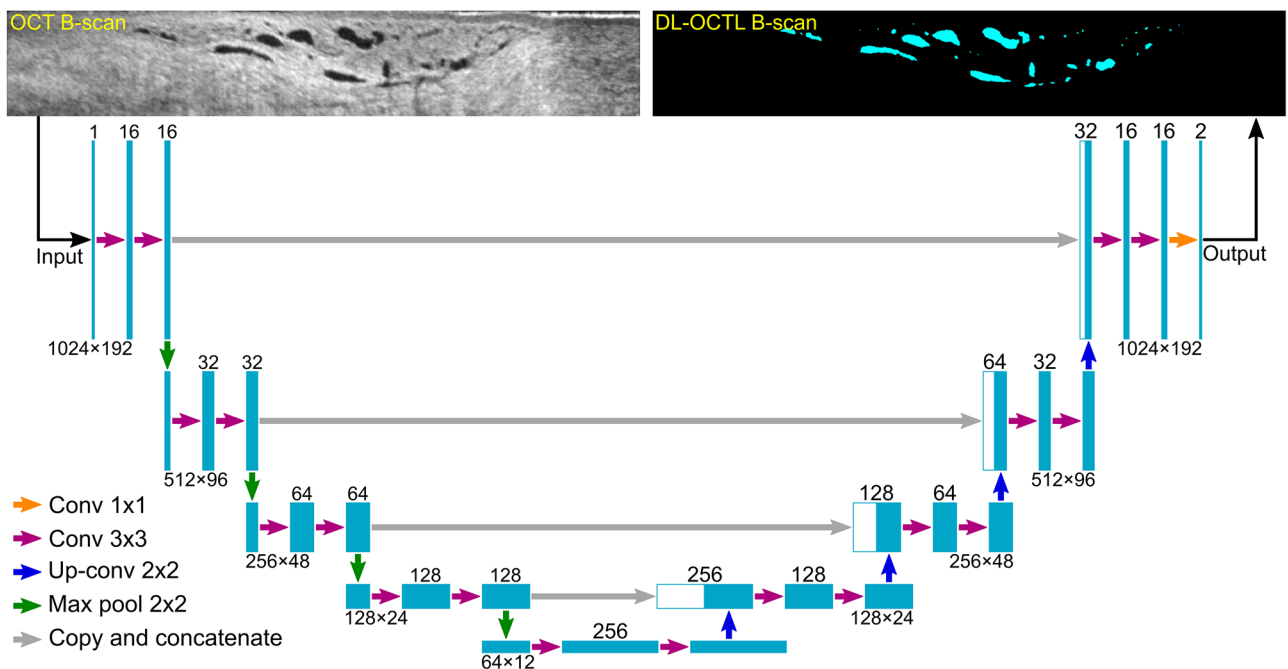 OCT B-scan
DL-OCTL B-scan
1 16 16
32 16 16 2
Input
Output
1024×192
1024×192
32 32
64 32
512×96
512×96
64 64
128 64
256×48
256×48
128 128
256 128
128×24
128×24
256
64×12
Conv 1x1
Conv 3x3
Up-conv 2x2
Max pool 2x2
Copy and concatenate